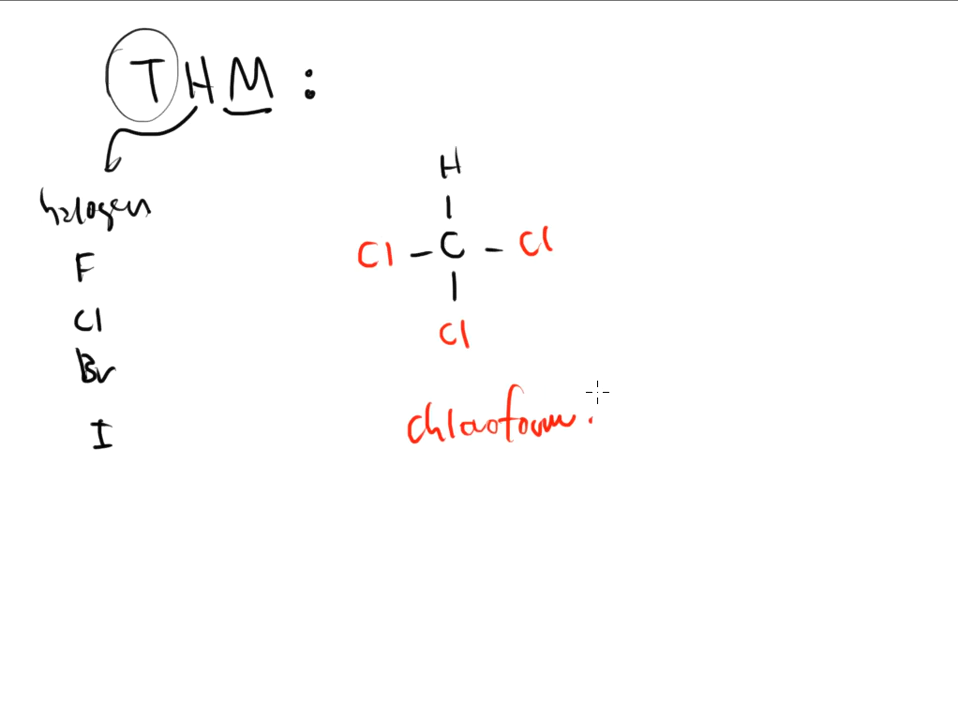 THM :
halogen
F
Cl
Br
I
H
Cl - C - Cl
Cl
chloroform.